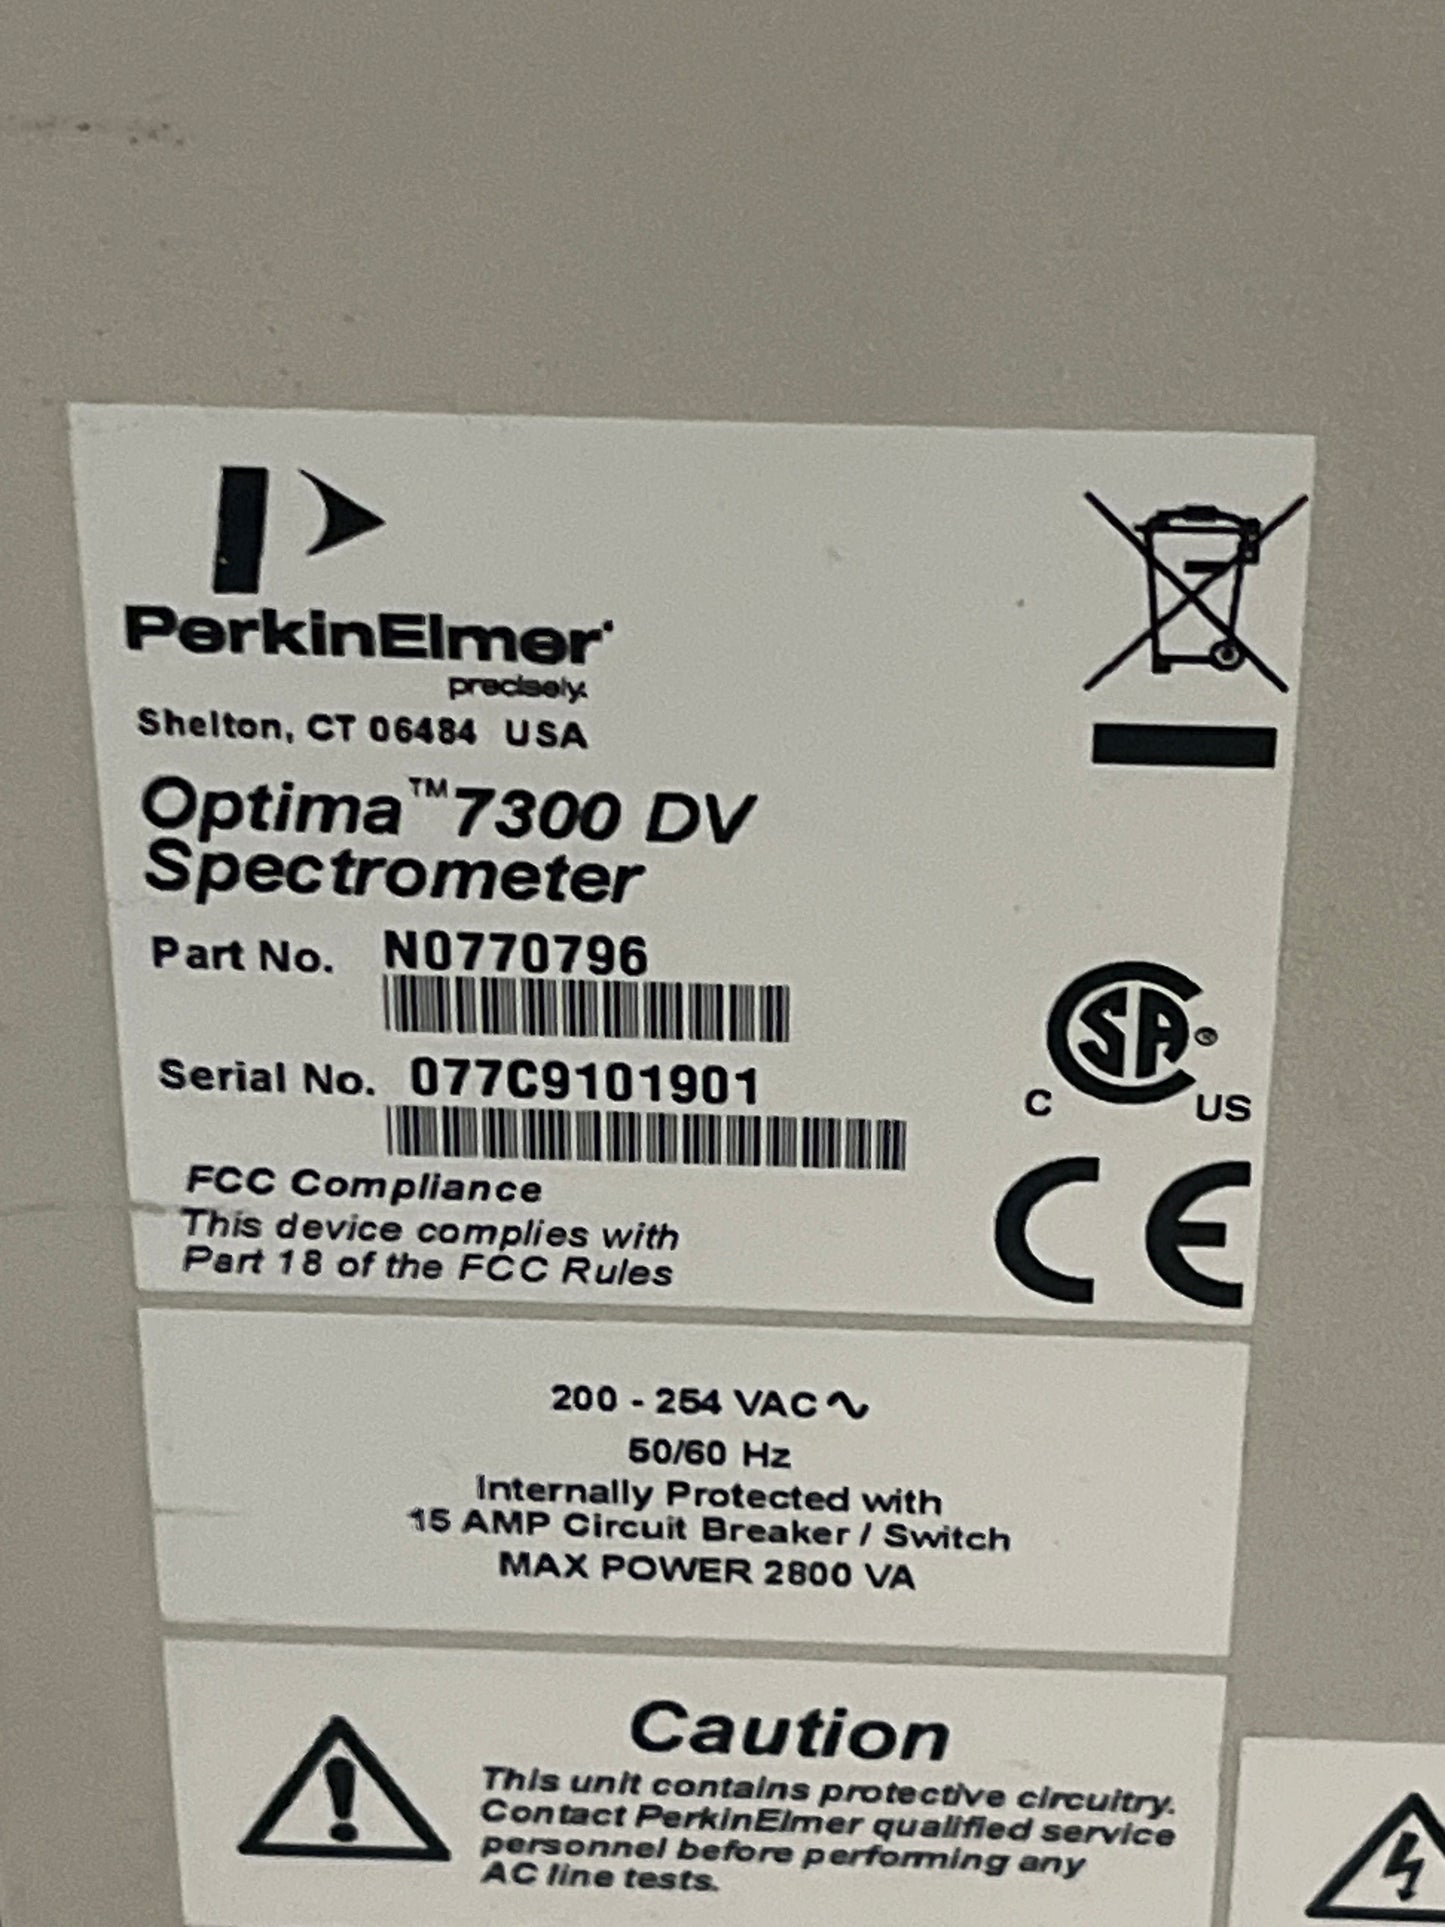 PerkinElmer
precisely.
Shelton, CT 06484 USA
Optima™ 7300 DV
Spectrometer
Part No. N0770796
Serial No. 077C9101901
FCC Compliance
This device complies with
Part 18 of the FCC Rules
CSA®
C US
CE
200 - 254 VAC ∿
50/60 Hz
Internally Protected with
15 AMP Circuit Breaker / Switch
MAX POWER 2800 VA
Caution
This unit contains protective circuitry.
Contact PerkinElmer qualified service
personnel before performing any
AC line tests.